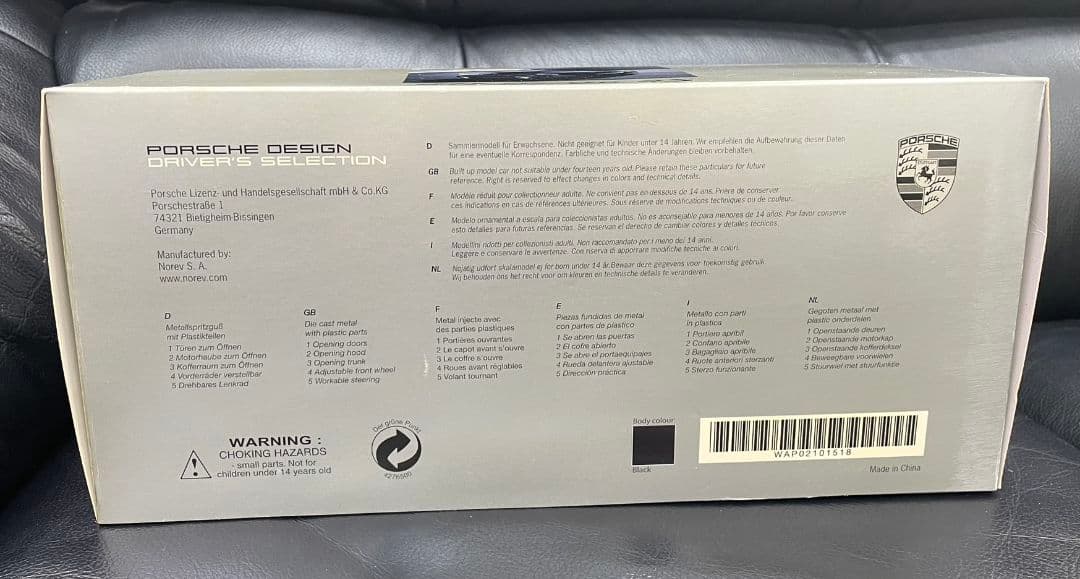 PORSCHE DESIGN
DRIVER'S SELECTION
Porsche Lizenz- und Handelsgesellschaft mbH & Co.KG
Porschestraße 1
74321 Bietigheim-Bissingen
Germany
Manufactured by:
Norev S. A.
www.norev.com
D Sammlermodell für Erwachsene. Nicht geeignet für Kinder unter 14 Jahren. Wir empfehlen die Aufbewahrung dieser Daten
für eine eventuelle Korrespondenz. Farbliche und technische Änderungen bleiben vorbehalten.
GB Built up model car not suitable under fourteen years old. Please retain these particulars for future
reference. Right is reserved to effect changes in colors and technical details.
F Modèle réduit pour collectionneur adulte. Ne convient pas en dessous de 14 ans. Prière de conserver
ces indications en cas de références ultérieures. Sous réserve de modifications techniques ou de couleur.
E Modelo ornamental a escala para coleccionistas adultos. No es aconsejable para menores de 14 años. Por favor conserve
esto detalles para futuras referencias. Se reservan el derecho de cambiar colores y detalles técnicos.
I Modellini ridotti per collezionisti adulti. Non raccomandato per i meno dei 14 anni.
Leggere e conservare le avvertenze. Con riserva di apportare modifiche tecniche ai colori.
NL Nojatig udfort skalamodel ej for born under 14 år. Bewaar deze gegevens voor toekomstig gebruik.
Wij behouden ons het recht voor om kleuren en technische details te veranderen.
PORSCHE
D
Metallspritzguß
mit Plastikteilen
1 Türen zum Öffnen
2 Motorhaube zum Öffnen
3 Kofferraum zum Öffnen
4 Vorderräder verstellbar
5 Drehbares Lenkrad
GB
Die cast metal
with plastic parts
1 Opening doors
2 Opening hood
3 Opening trunk
4 Adjustable front wheel
5 Workable steering
F
Metal injecte avec
des parties plastiques
1 Portières ouvrantes
2 Le capot avant s'ouvre
3 Le coffre s'ouvre
4 Roues avant réglables
5 Volant tournant
E
Piezas fundidas de metal
con partes de plastico
1 Se abren las puertas
2 El cofre abierto
3 Se abre el portaequipajes
4 Rueda delantera ajustable
5 Dirección práctica
I
Metallo con parti
in plastica
1 Portiere apribili
2 Cofano apribile
3 Bagagliaio apribile
4 Ruote anteriori sterzanti
5 Sterzo funzionante
NL
Gegoten metaal met
plastic onderdelen
1 Openstaande deuren
2 Openstaande motorkap
3 Openstaande kofferdeksel
4 Beweegbare voorwielen
5 Stuurwiel met stuurfunktie
WARNING :
CHOKING HAZARDS
- small parts. Not for
children under 14 years old
Der grüne Punkt
4276500
Body colour
Black
WAP02101518
Made in China